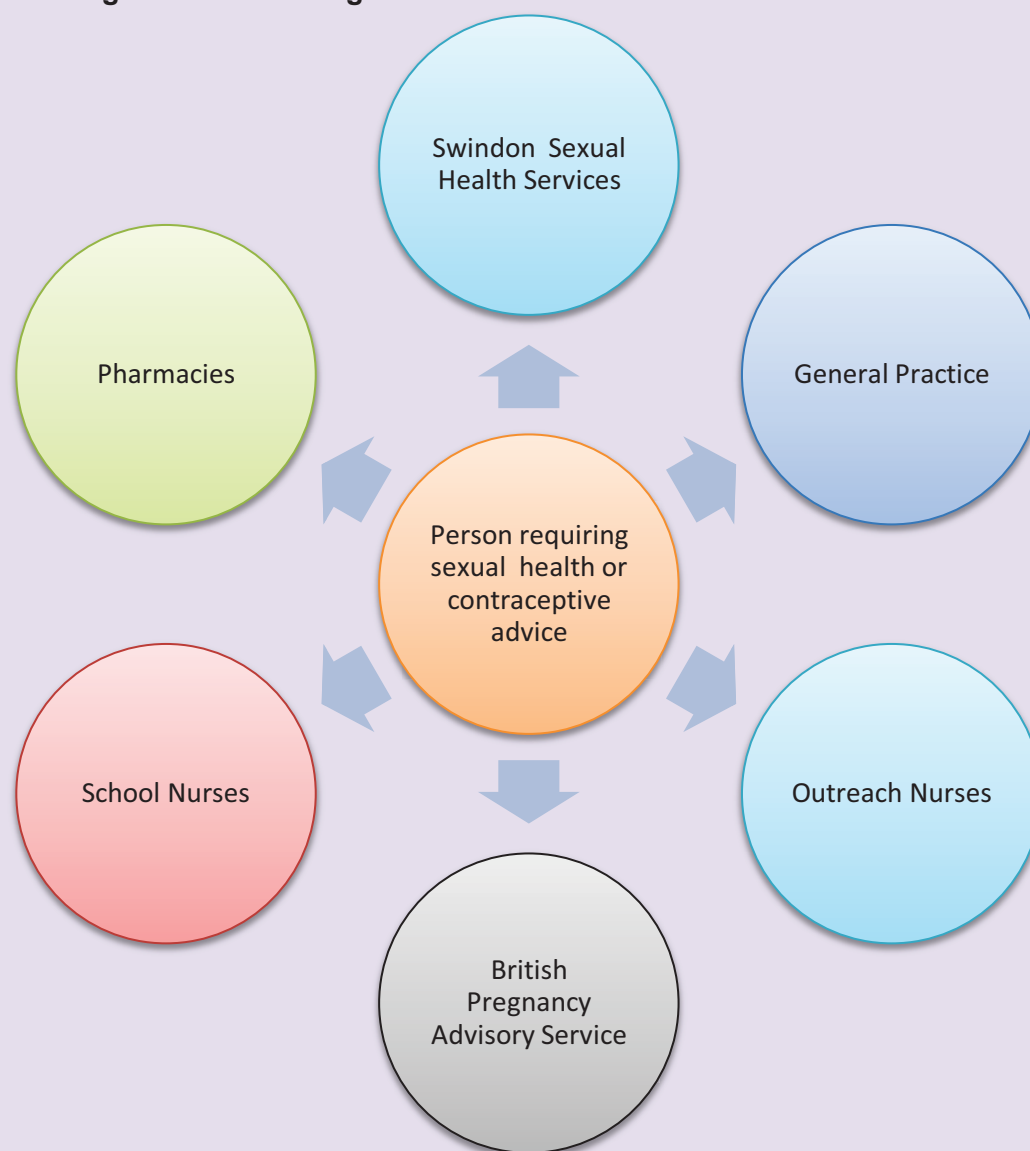 Swindon Sexual
Health Services
Pharmacies
General Practice
Person requiring
sexual health or
contraceptive
advice
School Nurses
Outreach Nurses
British
Pregnancy
Advisory Service